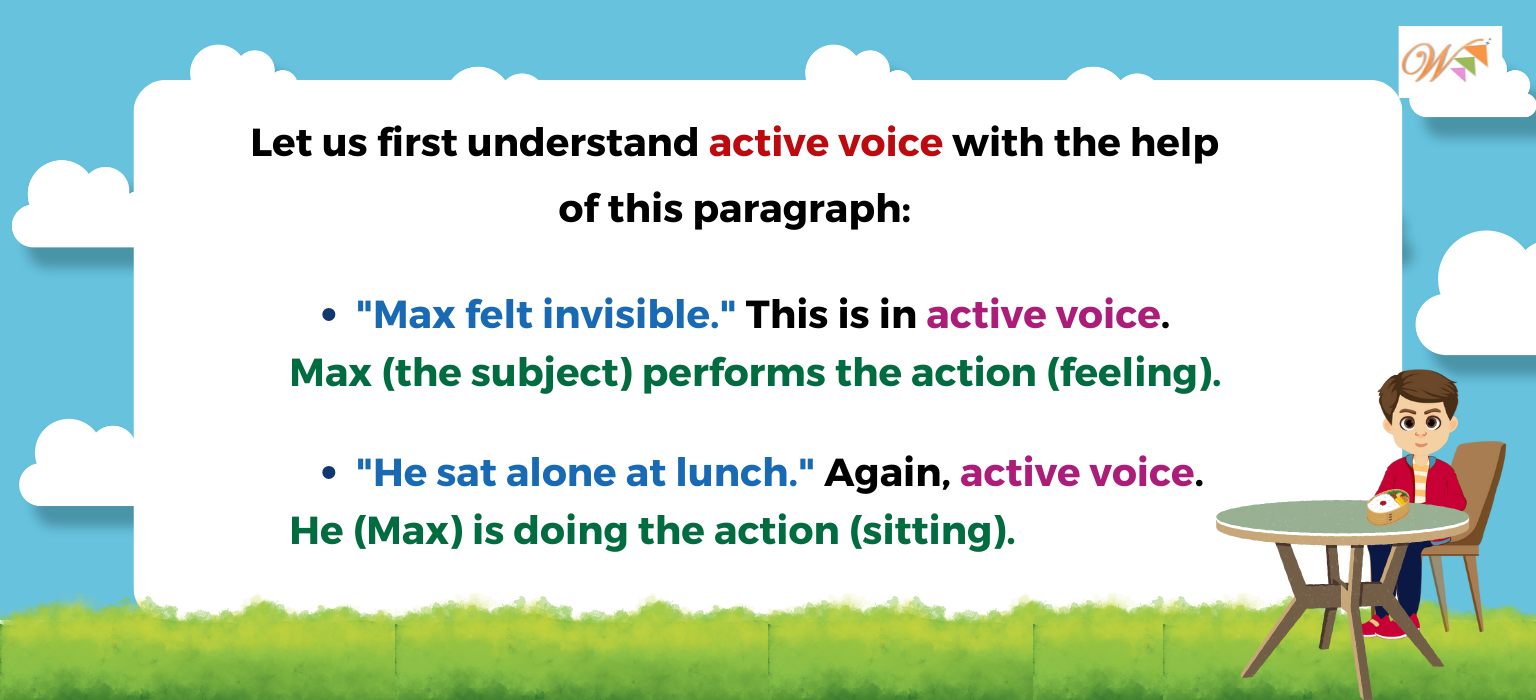 Let us first understand active voice with the help
of this paragraph:
• "Max felt invisible." This is in active voice.
Max (the subject) performs the action (feeling).
• "He sat alone at lunch." Again, active voice.
He (Max) is doing the action (sitting).
W